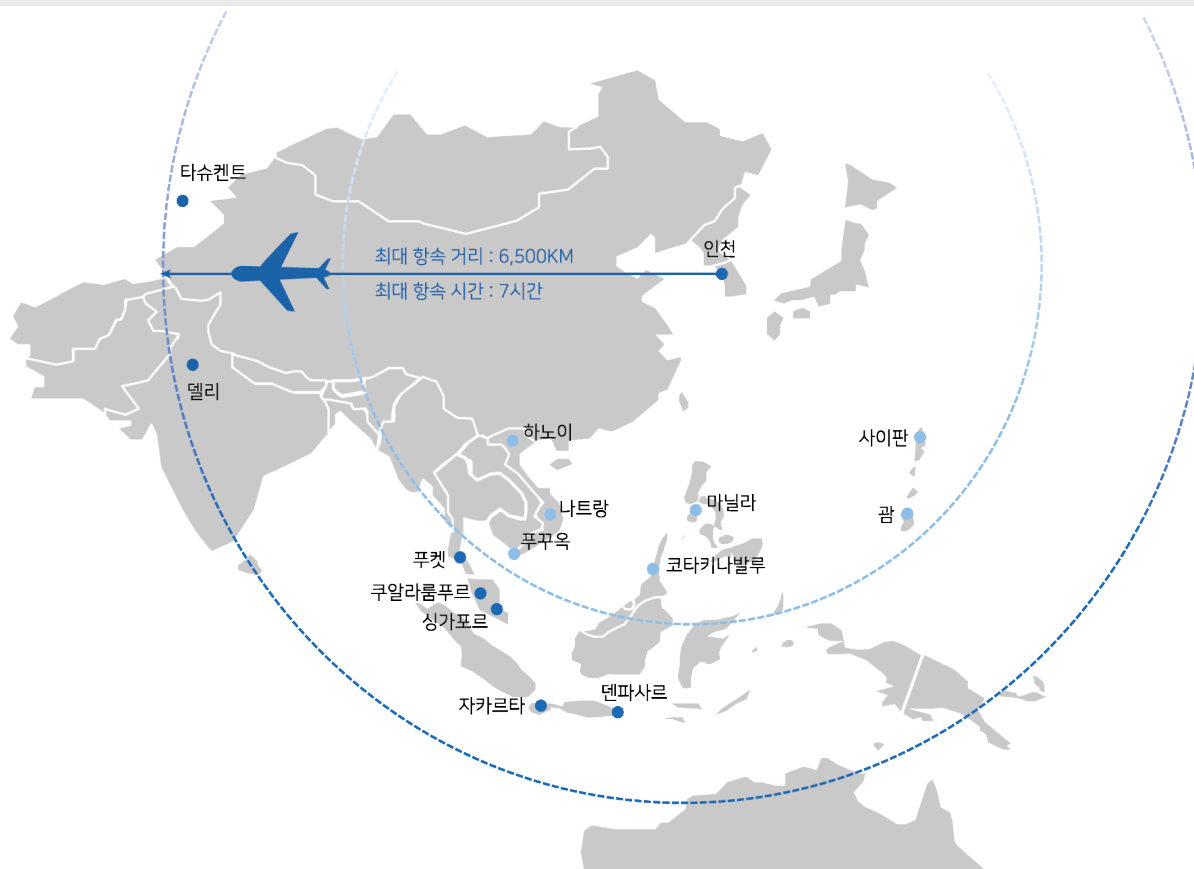 타슈켄트
인천
최대 항속 거리 : 6,500KM
최대 항속 시간 : 7시간
델리
하노이
사이판
나트랑
마닐라
괌
푸꾸옥
푸켓
코타키나발루
쿠알라룸푸르
싱가포르
덴파사르
자카르타